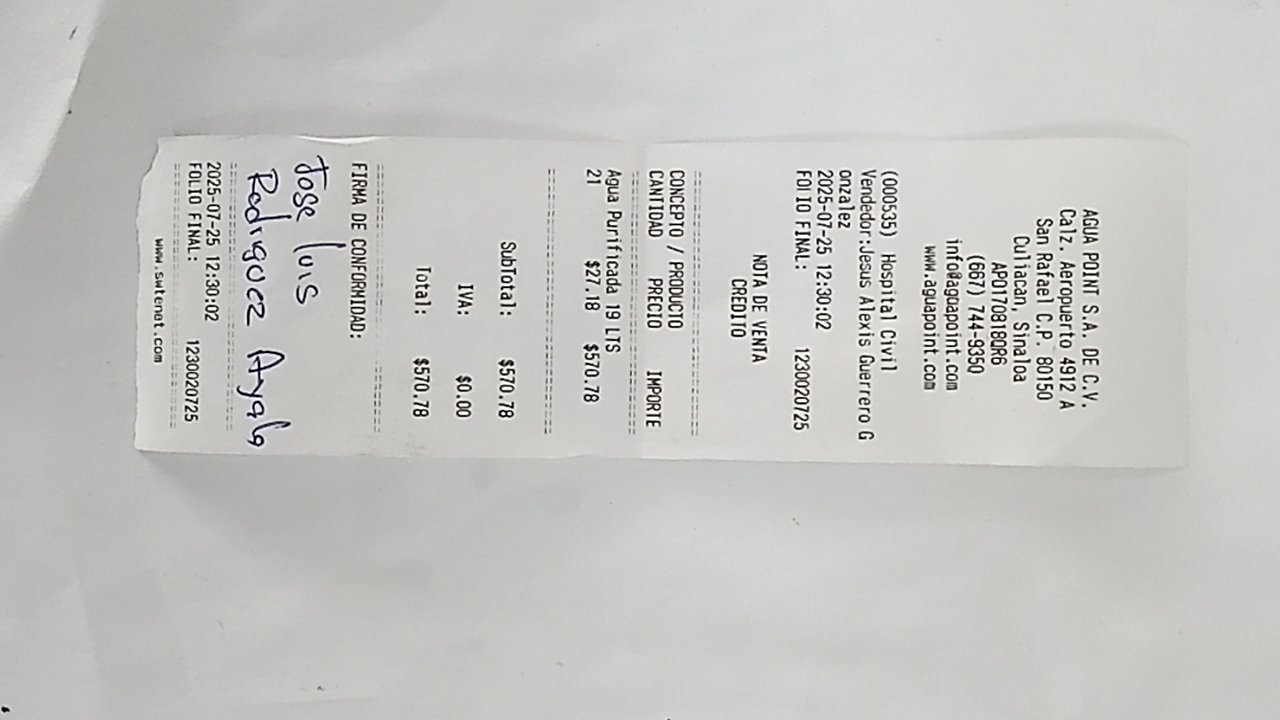 AGUA POINT S.A. DE C.V.
Calz. Aeropuerto 4912 A
San Rafael C.P. 80150
Culiacan, Sinaloa
APO170818QR6
(667) 744-9350
info@aguapoint.com
www.aguapoint.com
(000535) Hospital Civil
Vendedor:Jesus Alexis Guerrero G
onzalez
2025-07-25 12:30:02
FOLIO FINAL: 1230020725
NOTA DE VENTA
CREDITO
================================
CONCEPTO / PRODUCTO
CANTIDAD PRECIO IMPORTE
================================
Agua Purificada 19 LTS
21 $27.18 $570.78
================================
SubTotal: $570.78
IVA: $0.00
Total: $570.78
================================
FIRMA DE CONFORMIDAD:
Jose luis
Rodriguez Ayala
================================
2025-07-25 12:30:02
FOLIO FINAL: 1230020725
================================
www.swtenet.com